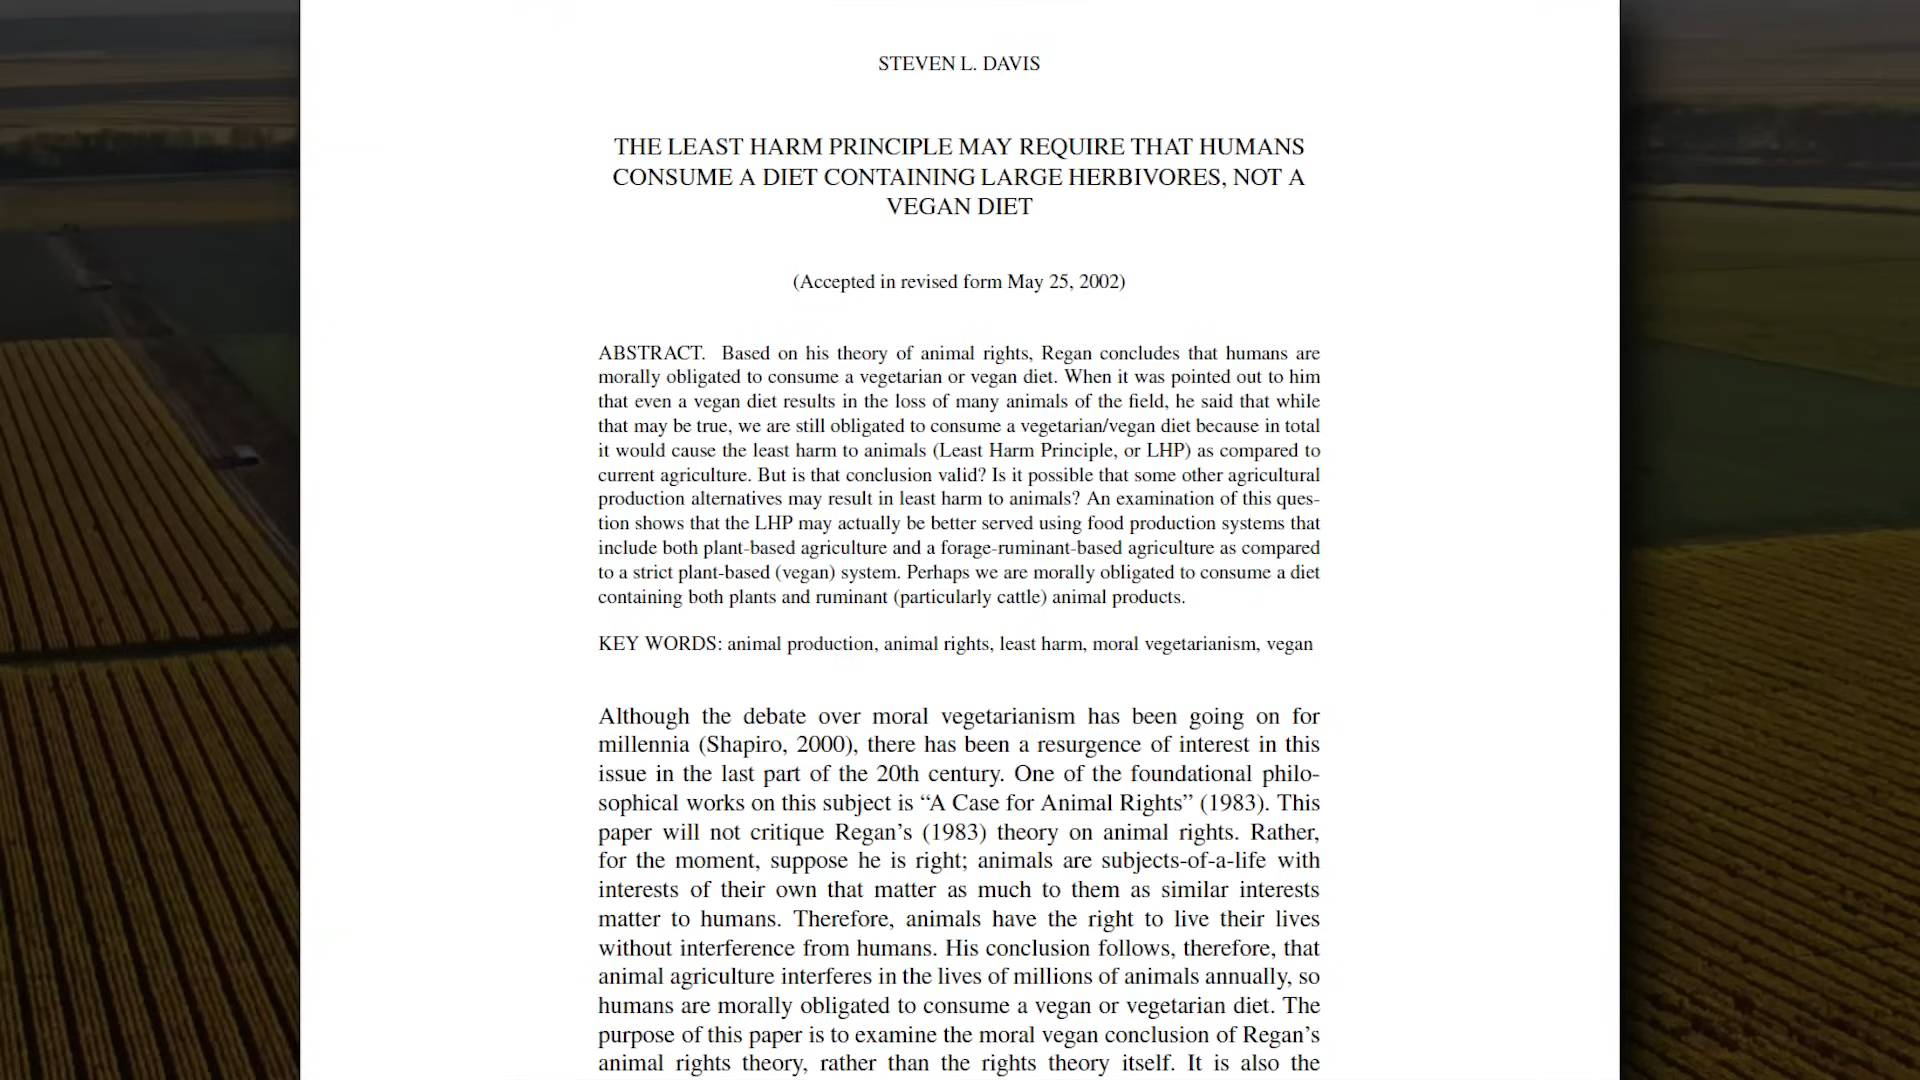 STEVEN L. DAVIS
THE LEAST HARM PRINCIPLE MAY REQUIRE THAT HUMANS
CONSUME A DIET CONTAINING LARGE HERBIVORES, NOT A
VEGAN DIET
(Accepted in revised form May 25, 2002)
ABSTRACT. Based on his theory of animal rights, Regan concludes that humans are
morally obligated to consume a vegetarian or vegan diet. When it was pointed out to him
that even a vegan diet results in the loss of many animals of the field, he said that while
that may be true, we are still obligated to consume a vegetarian/vegan diet because in total
it would cause the least harm to animals (Least Harm Principle, or LHP) as compared to
current agriculture. But is that conclusion valid? Is it possible that some other agricultural
production alternatives may result in least harm to animals? An examination of this ques-
tion shows that the LHP may actually be better served using food production systems that
include both plant-based agriculture and a forage-ruminant-based agriculture as compared
to a strict plant-based (vegan) system. Perhaps we are morally obligated to consume a diet
containing both plants and ruminant (particularly cattle) animal products.
KEY WORDS: animal production, animal rights, least harm, moral vegetarianism, vegan
Although the debate over moral vegetarianism has been going on for
millennia (Shapiro, 2000), there has been a resurgence of interest in this
issue in the last part of the 20th century. One of the foundational philo-
sophical works on this subject is “A Case for Animal Rights” (1983). This
paper will not critique Regan’s (1983) theory on animal rights. Rather,
for the moment, suppose he is right; animals are subjects-of-a-life with
interests of their own that matter as much to them as similar interests
matter to humans. Therefore, animals have the right to live their lives
without interference from humans. His conclusion follows, therefore, that
animal agriculture interferes in the lives of millions of animals annually, so
humans are morally obligated to consume a vegan or vegetarian diet. The
purpose of this paper is to examine the moral vegan conclusion of Regan’s
animal rights theory, rather than the rights theory itself. It is also the